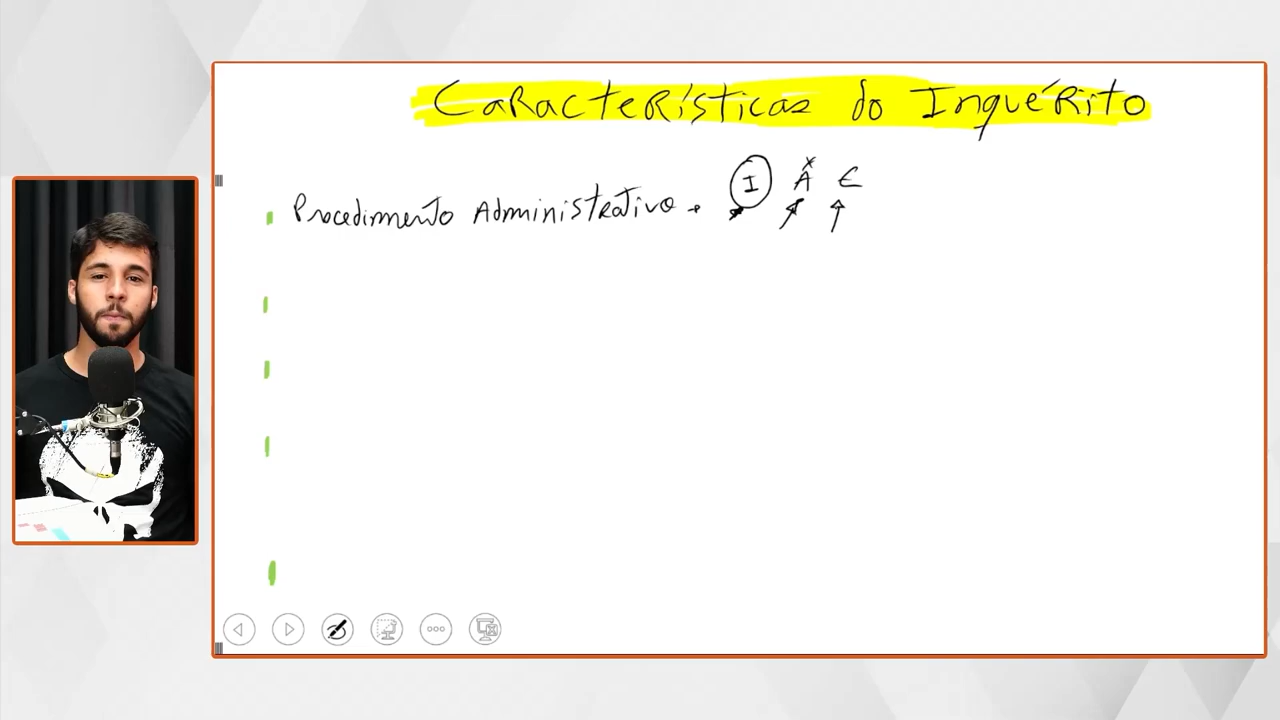 Características do Inquérito
Procedimento Administrativo → I A E
x